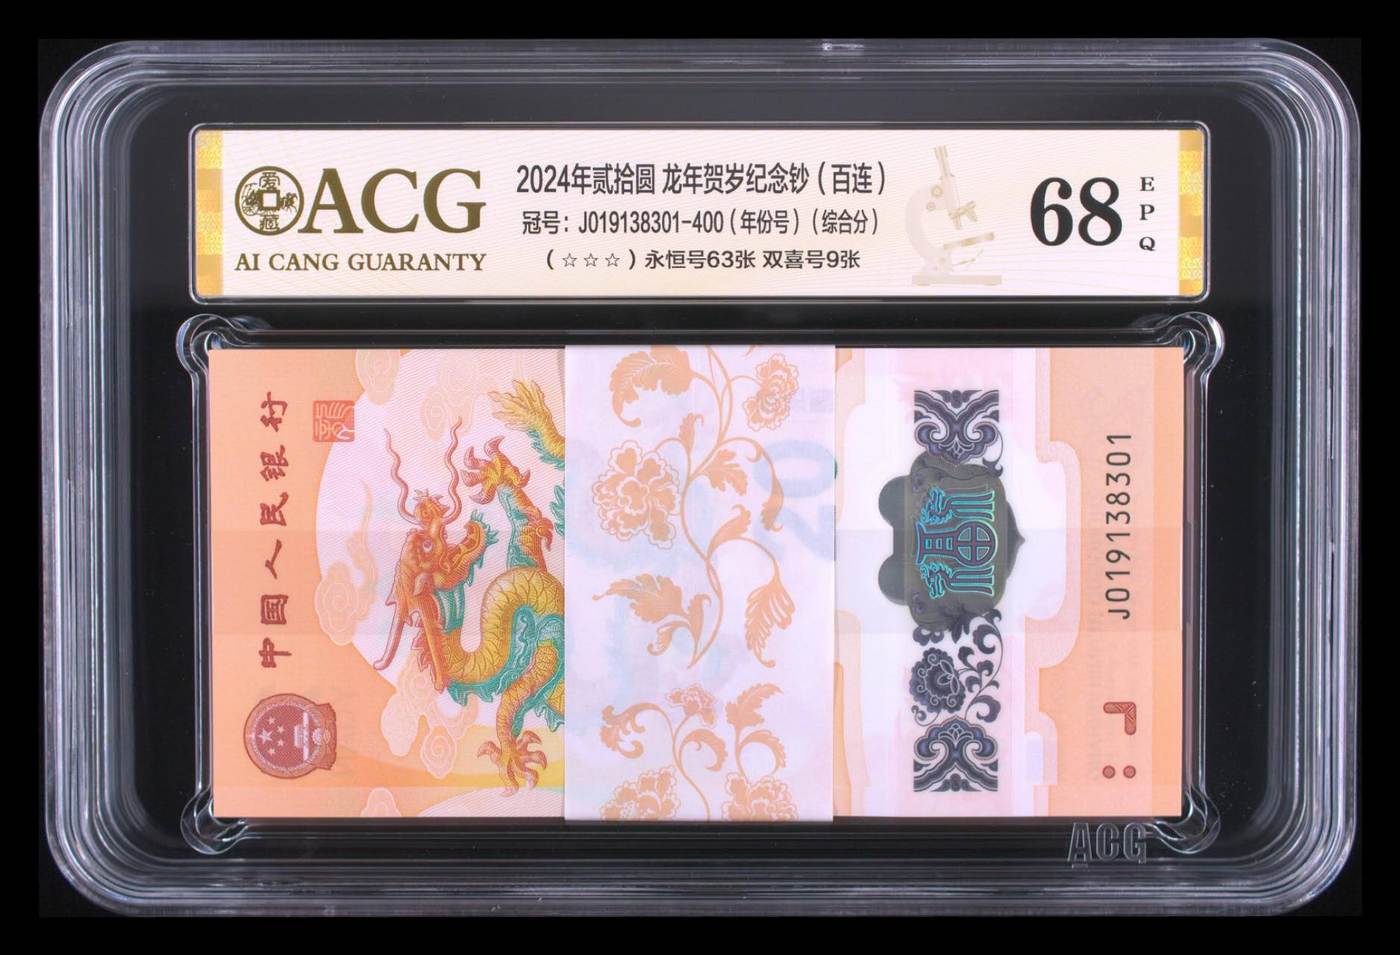 ACG
AI CANG GUARANTY
2024年贰拾圆 龙年贺岁纪念钞（百连）
冠号：J019138301-400（年份号）（综合分）
（☆☆☆）永恒号63张 双喜号9张
68
EPQ
中国人民银行
20
J019138301
ACG